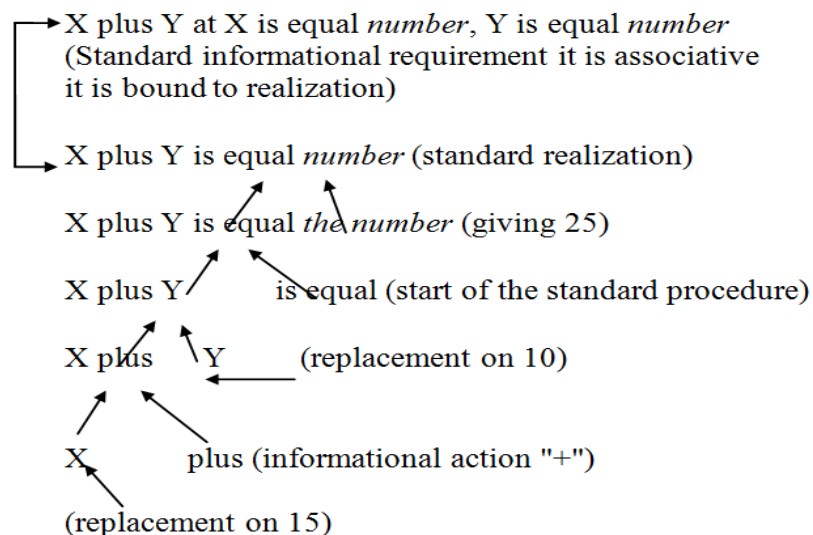 X plus Y at X is equal number, Y is equal number
(Standard informational requirement it is associative
it is bound to realization)
X plus Y is equal number (standard realization)
X plus Y is equal the number (giving 25)
X plus Y is equal (start of the standard procedure)
X plus Y (replacement on 10)
X plus (informational action "+")
(replacement on 15)